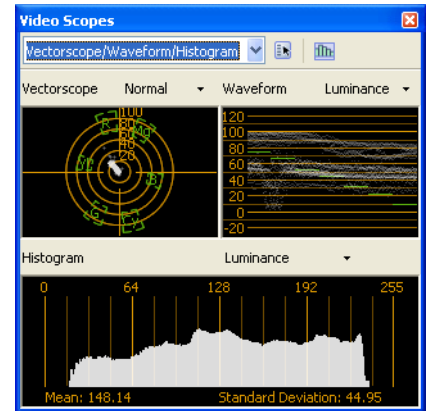 Video Scopes
Vectorscope/Waveform/Histogram
Vectorscope Normal Waveform Luminance
100
80
60
40
20
R
Mg
B
120
100
80
60
40
20
0
-20
Histogram Luminance
0 64 128 192 255
Mean: 148.14 Standard Deviation: 44.95